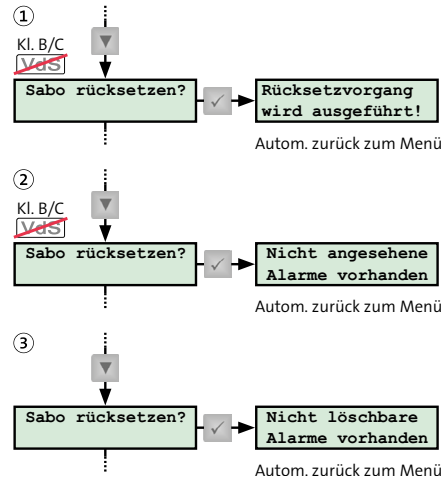 ①
Kl. B/C
VdS
Sabo rücksetzen?
Rücksetzvorgang
wird ausgeführt!
Autom. zurück zum Menü
②
Kl. B/C
VdS
Sabo rücksetzen?
Nicht angesehene
Alarme vorhanden
Autom. zurück zum Menü
③
Sabo rücksetzen?
Nicht löschbare
Alarme vorhanden
Autom. zurück zum Menü